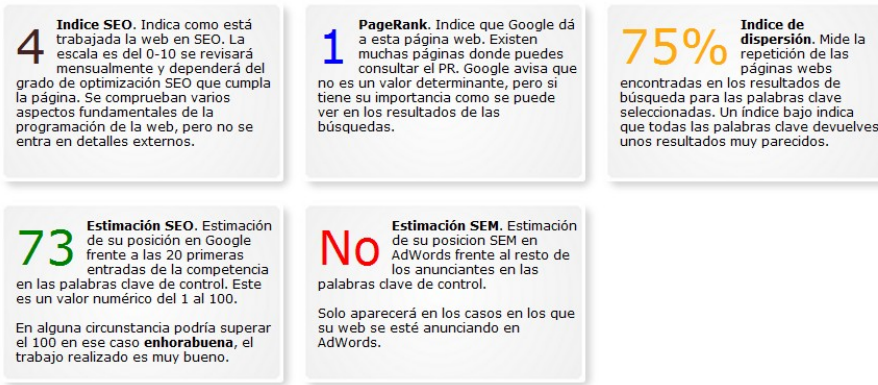 4 Indice SEO. Indica como está
trabajada la web en SEO. La
escala es del 0-10 se revisará
mensualmente y dependerá del
grado de optimización SEO que cumpla
la página. Se comprueban varios
aspectos fundamentales de la
programación de la web, pero no se
entra en detalles externos.
1 PageRank. Indice que Google dá
a esta página web. Existen
muchas páginas donde puedes
consultar el PR. Google avisa que
no es un valor determinante, pero si
tiene su importancia como se puede
ver en los resultados de las
búsquedas.
75% Indice de
dispersión. Mide la
repetición de las
páginas webs
encontradas en los resultados de
búsqueda para las palabras clave
seleccionadas. Un índice bajo indica
que todas las palabras clave devuelves
unos resultados muy parecidos.
73 Estimación SEO. Estimación
de su posición en Google
frente a las 20 primeras
entradas de la competencia
en las palabras clave de control. Este
es un valor numérico del 1 al 100.
En alguna circunstancia podría superar
el 100 en ese caso enhorabuena, el
trabajo realizado es muy bueno.
No Estimación SEM. Estimación
de su posicion SEM en
AdWords frente al resto de
los anunciantes en las
palabras clave de control.
Solo aparecerá en los casos en los que
su web se esté anunciando en
AdWords.